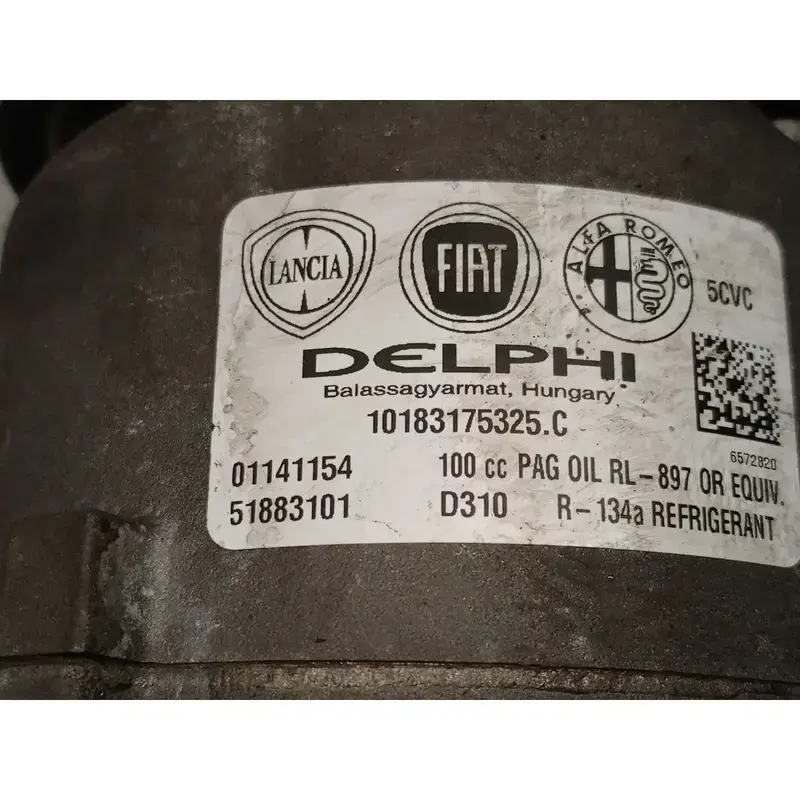 LANCIA
FIAT
ALFA ROMEO
5CVC
DELPHI
Balassagyarmat, Hungary
10183175325.C
6572820
01141154 100 cc PAG OIL RL-897 OR EQUIV.
51883101 D310 R-134a REFRIGERANT